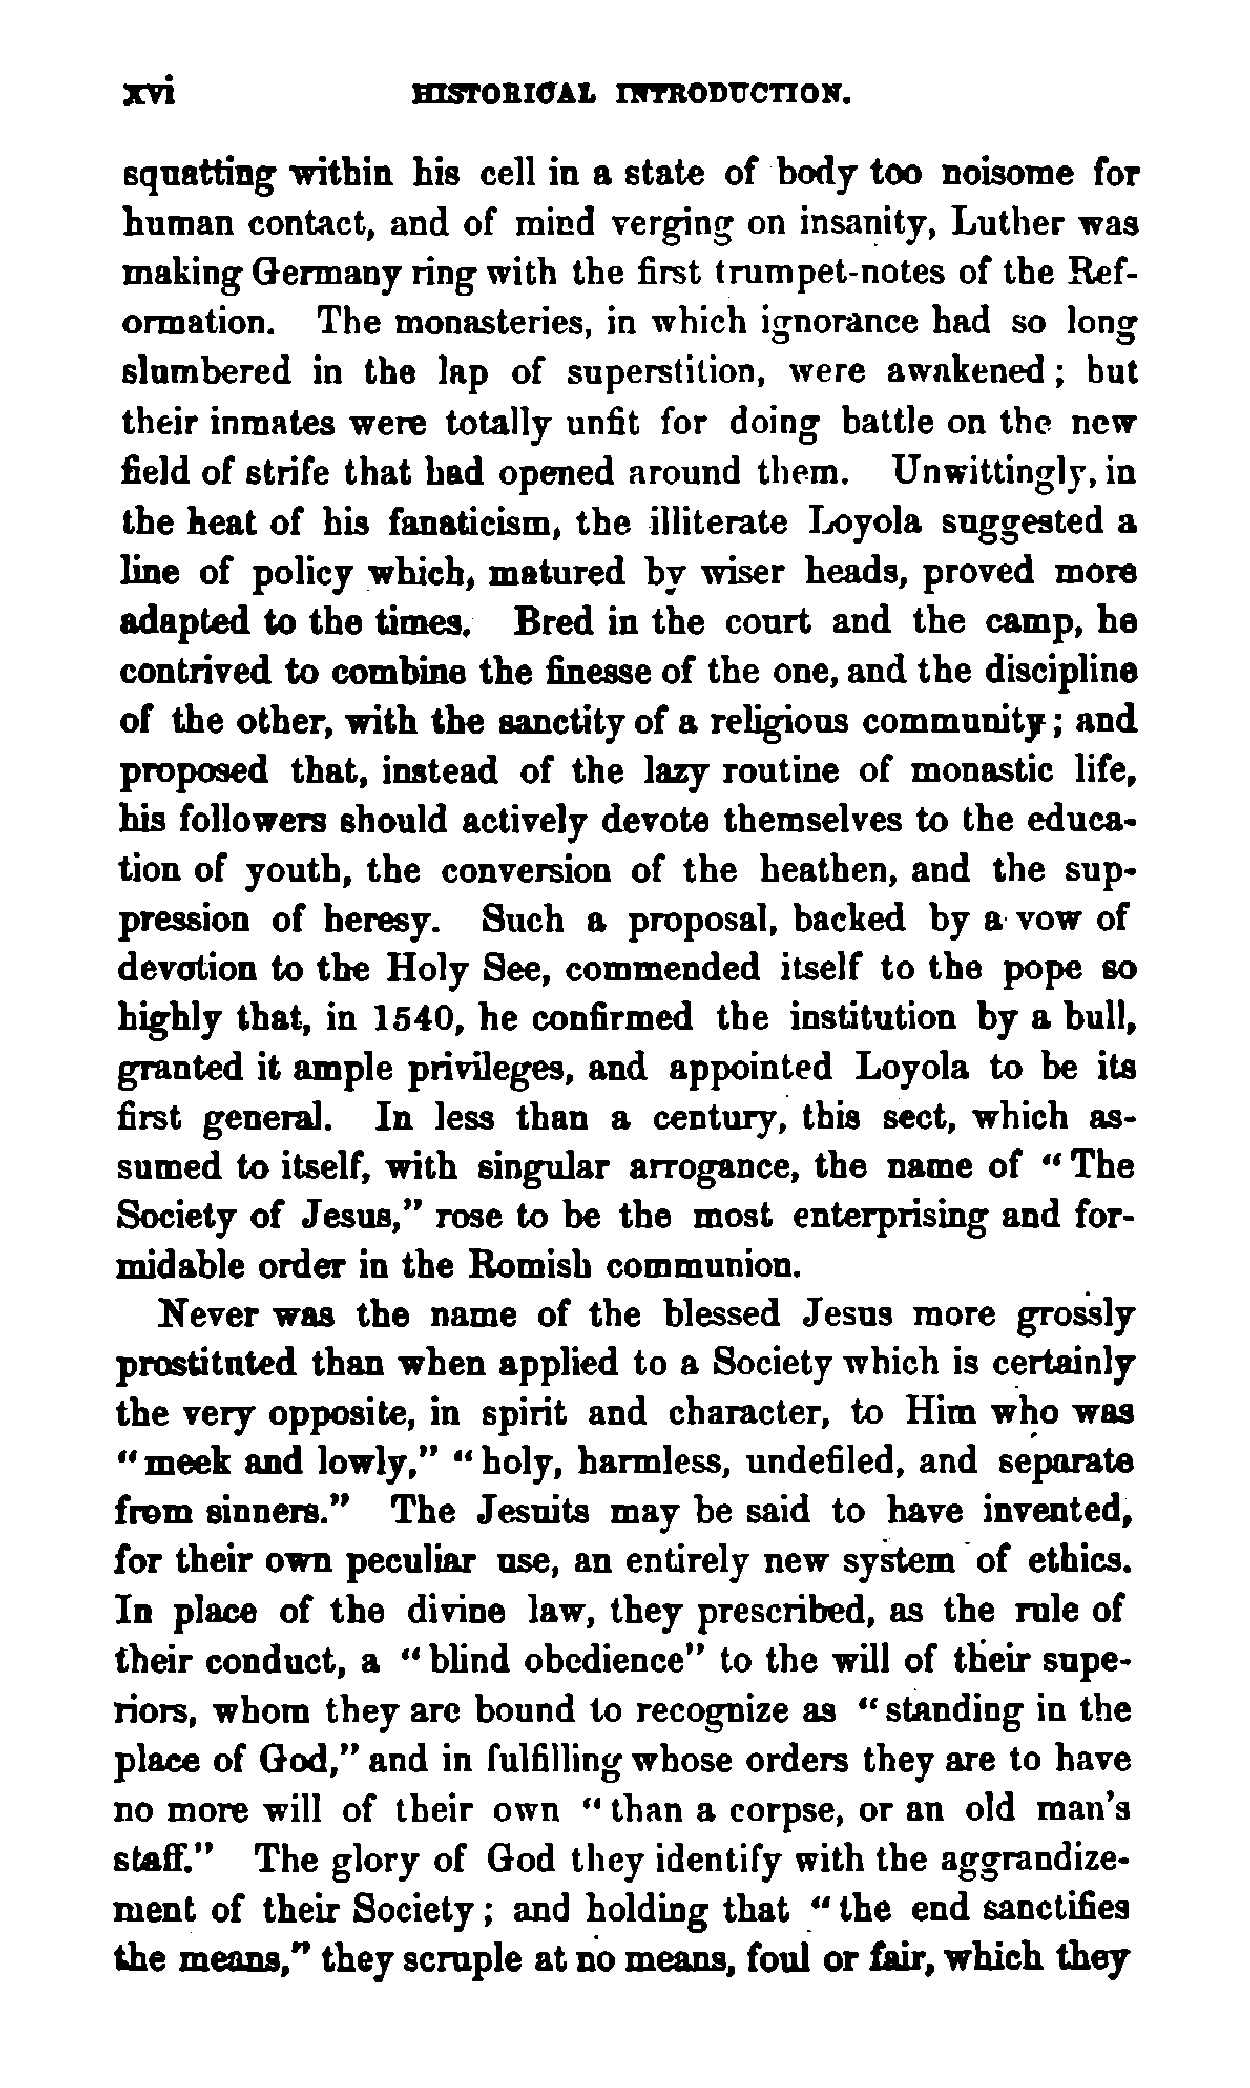 xvi HISTORICAL INTRODUCTION.
squatting within his cell in a state of body too noisome for
human contact, and of mind verging on insanity, Luther was
making Germany ring with the first trumpet-notes of the Ref-
ormation. The monasteries, in which ignorance had so long
slumbered in the lap of superstition, were awakened; but
their inmates were totally unfit for doing battle on the new
field of strife that had opened around them. Unwittingly, in
the heat of his fanaticism, the illiterate Loyola suggested a
line of policy which, matured by wiser heads, proved more
adapted to the times. Bred in the court and the camp, he
contrived to combine the finesse of the one, and the discipline
of the other, with the sanctity of a religious community; and
proposed that, instead of the lazy routine of monastic life,
his followers should actively devote themselves to the educa-
tion of youth, the conversion of the heathen, and the sup-
pression of heresy. Such a proposal, backed by a vow of
devotion to the Holy See, commended itself to the pope so
highly that, in 1540, he confirmed the institution by a bull,
granted it ample privileges, and appointed Loyola to be its
first general. In less than a century, this sect, which as-
sumed to itself, with singular arrogance, the name of "The
Society of Jesus," rose to be the most enterprising and for-
midable order in the Romish communion.
Never was the name of the blessed Jesus more grossly
prostituted than when applied to a Society which is certainly
the very opposite, in spirit and character, to Him who was
"meek and lowly," "holy, harmless, undefiled, and separate
from sinners." The Jesuits may be said to have invented,
for their own peculiar use, an entirely new system of ethics.
In place of the divine law, they prescribed, as the rule of
their conduct, a "blind obedience" to the will of their supe-
riors, whom they are bound to recognize as "standing in the
place of God," and in fulfilling whose orders they are to have
no more will of their own "than a corpse, or an old man's
staff." The glory of God they identify with the aggrandize-
ment of their Society; and holding that "the end sanctifies
the means," they scruple at no means, foul or fair, which they